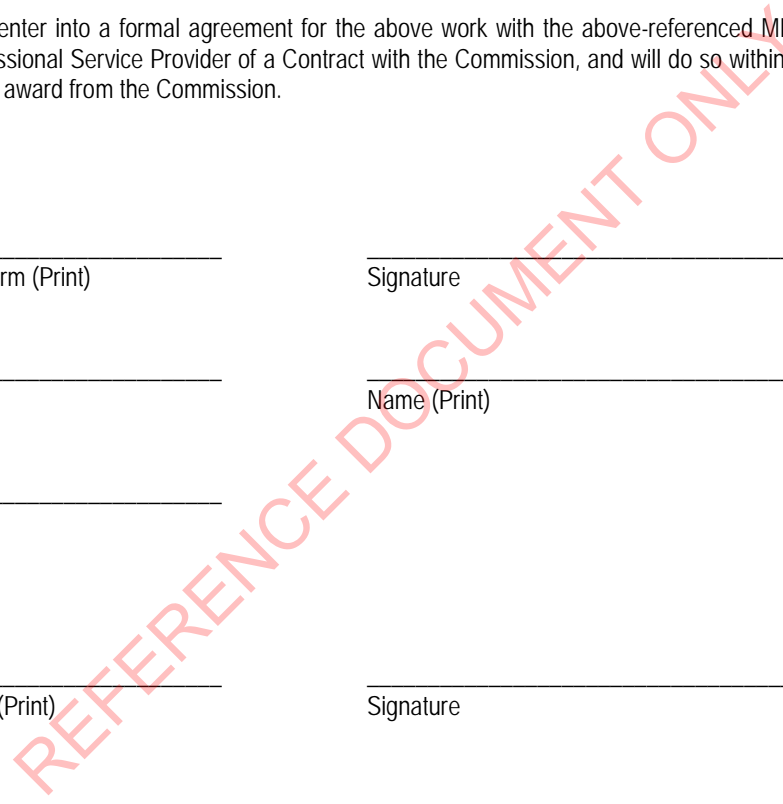 enter into a formal agreement for the above work with the above-referenced
ssional Service Provider of a Contract with the Commission, and will do so within
award from the Commission.
rm (Print) Signature
Name (Print)
(Print) Signature
REFERENCE DOCUMENT ONLY